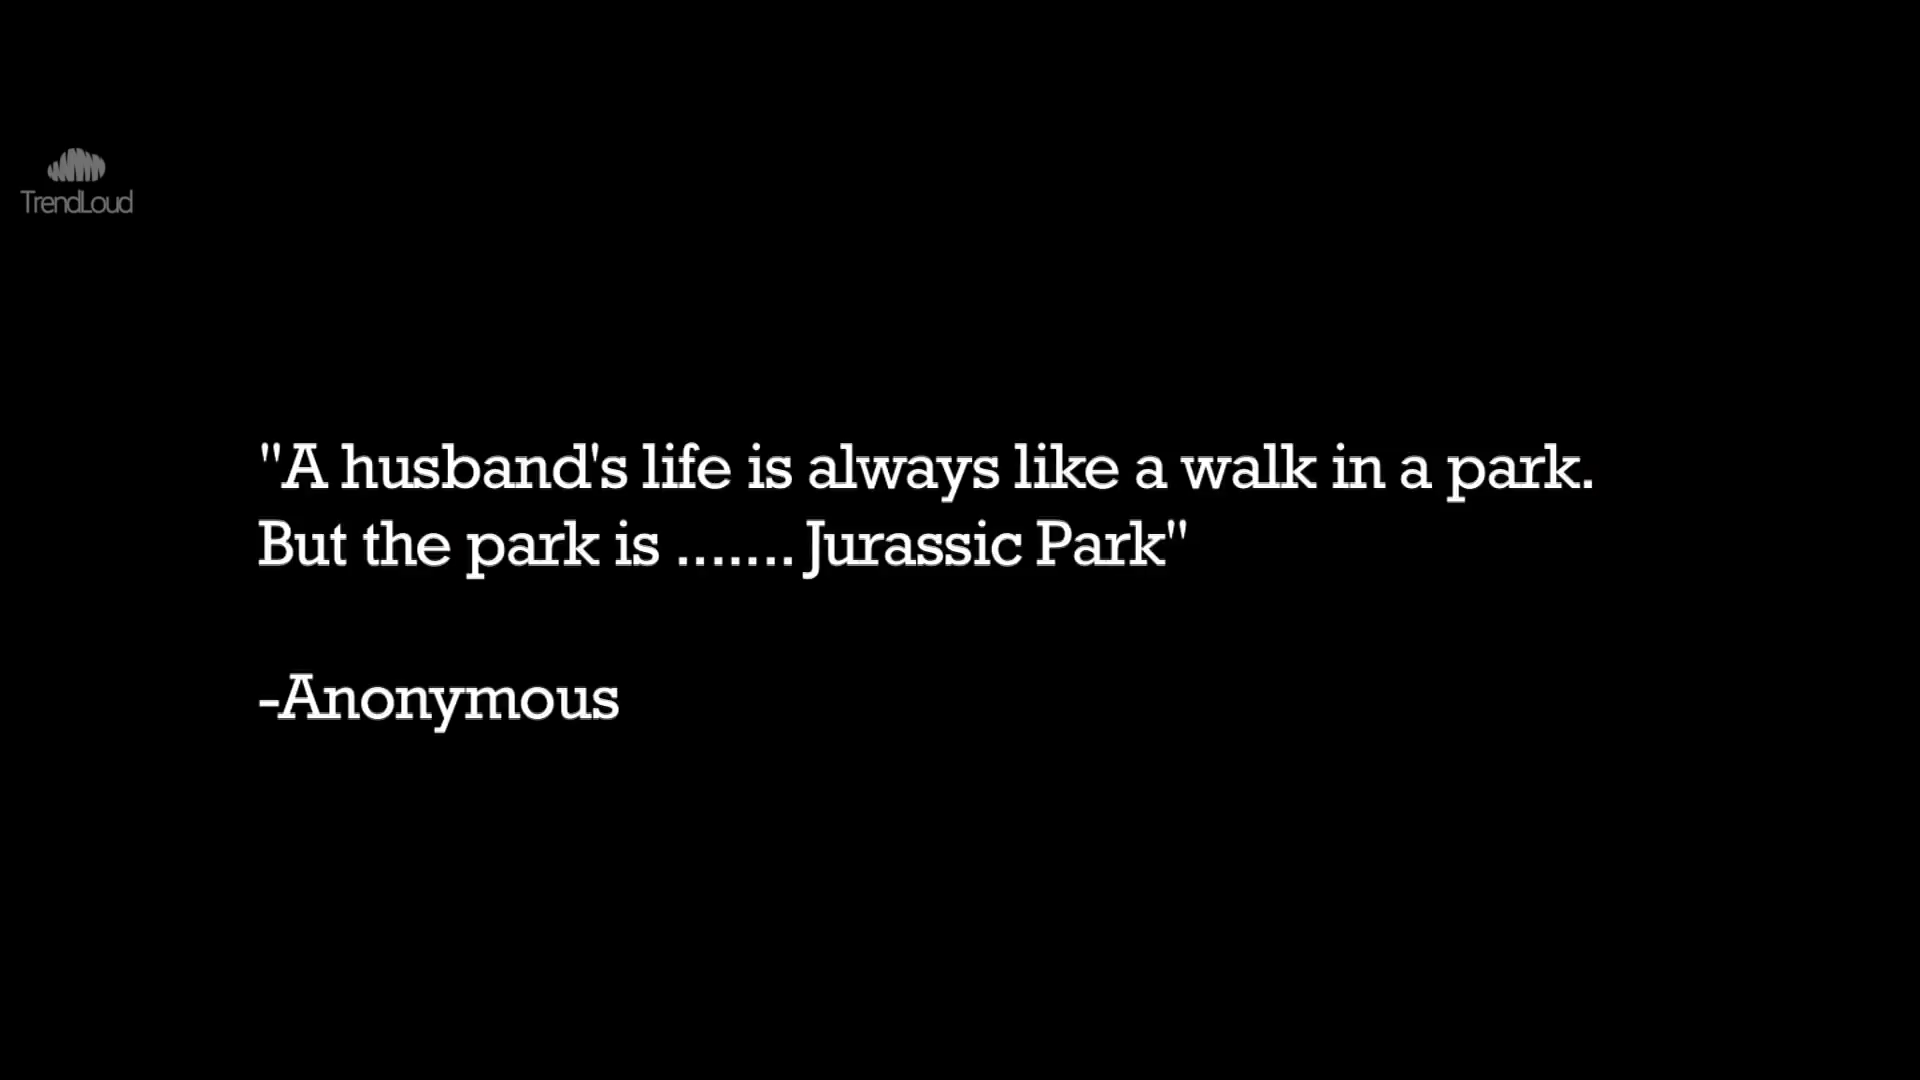 TrendLoud
"A husband's life is always like a walk in a park.
But the park is ....... Jurassic Park"
-Anonymous